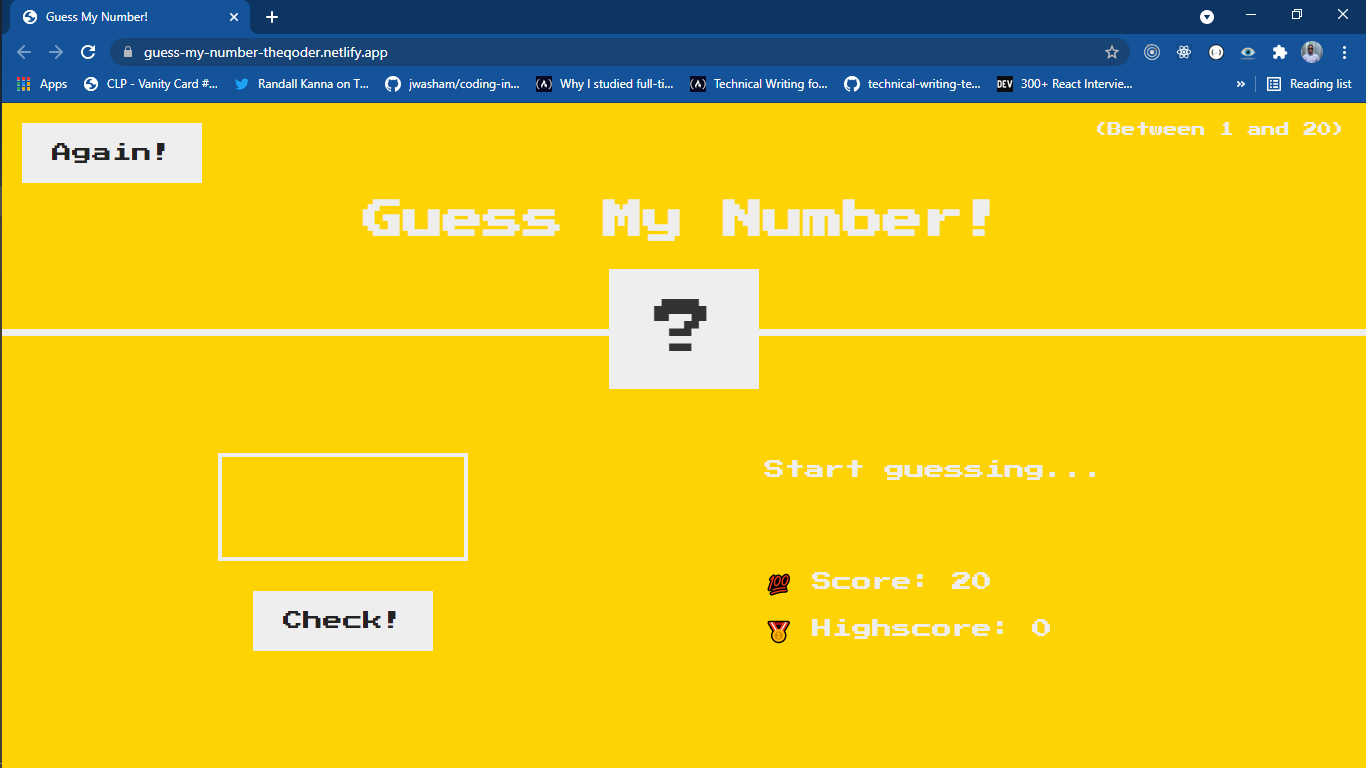 Guess My Number!
guess-my-number-theqoder.netlify.app
Apps CLP - Vanity Card #... Randall Kanna on T... jwasham/coding-in... Why I studied full-ti... Technical Writing fo... technical-writing-te... DEV 300+ React Intervie... » Reading list
Again!
(Between 1 and 20)
Guess My Number!
?
Start guessing...
💯 Score: 20
Check!
🥇 Highscore: 0